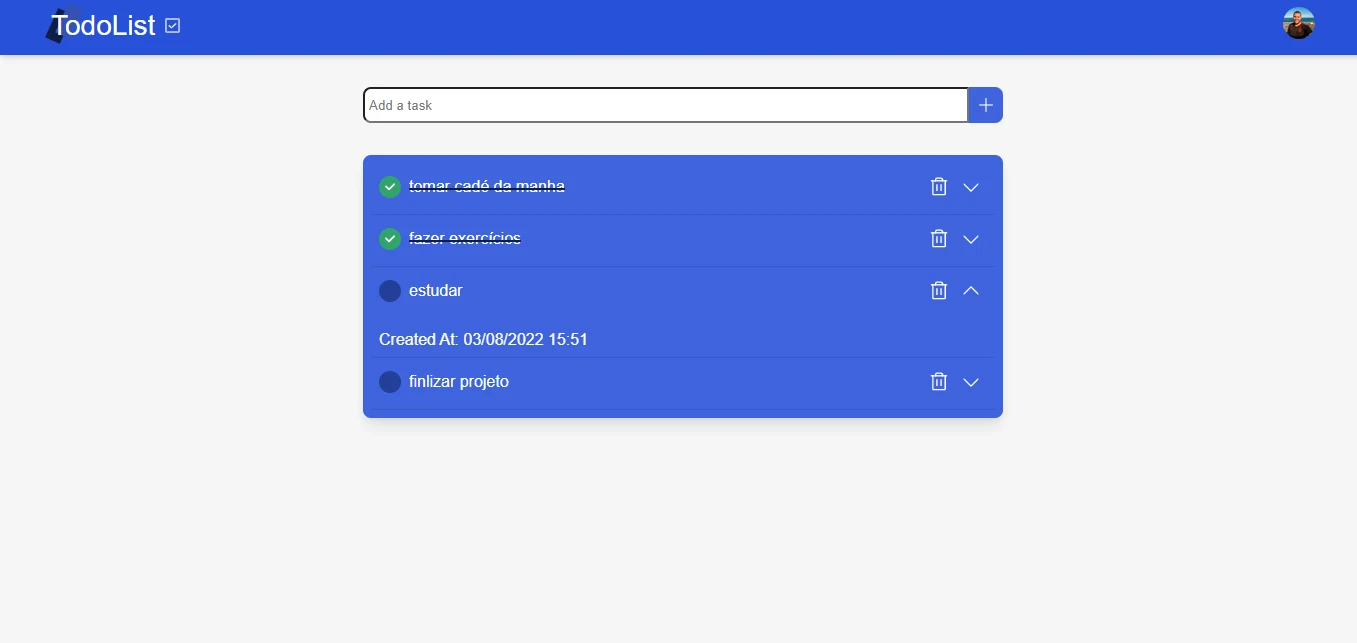 TodoList
Add a task
tomar cadé da manha
fazer exercícios
estudar
Created At: 03/08/2022 15:51
finlizar projeto